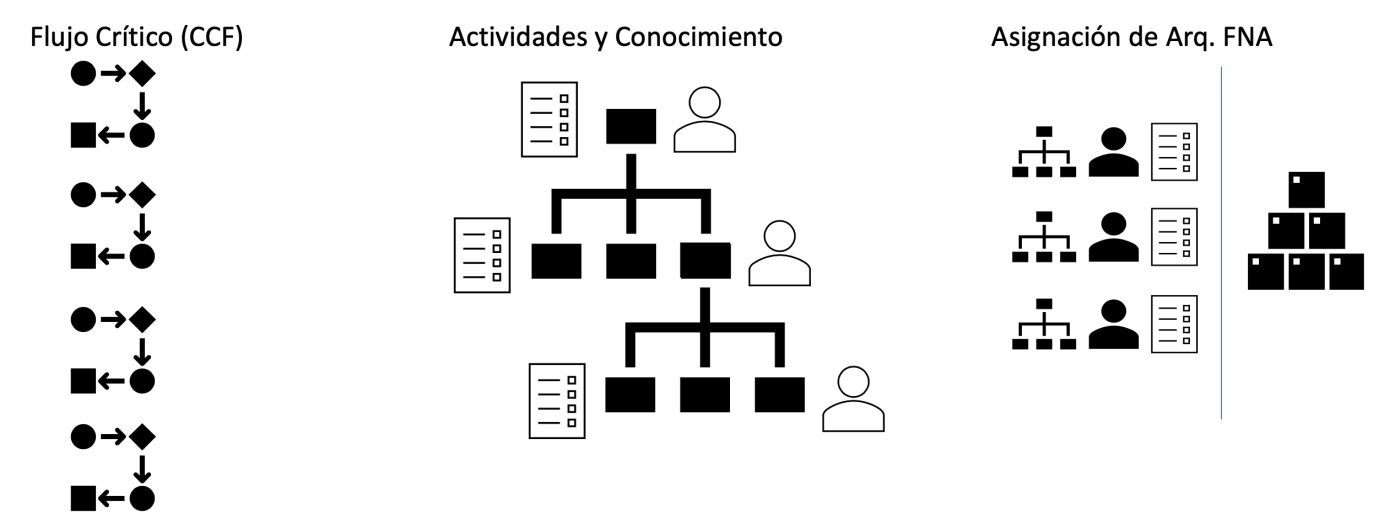 Flujo Crítico (CCF)
Actividades y Conocimiento
Asignación de Arq. FNA